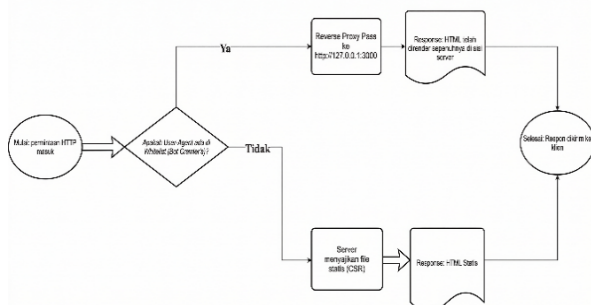 Ya
Reverse Proxy Pass
ke
http://127.0.0.1:3000
Response: HTML telah
dirender sepenuhnya di sisi
server
Mulai: permintaan HTTP
masuk
Apakah User-Agent ada di
Whitelist (Bot Crawler)?
Tidak
Selesai: Respon dikirim ke
klien
Server
menyajikan file
statis (CSR)
Response: HTML Statis